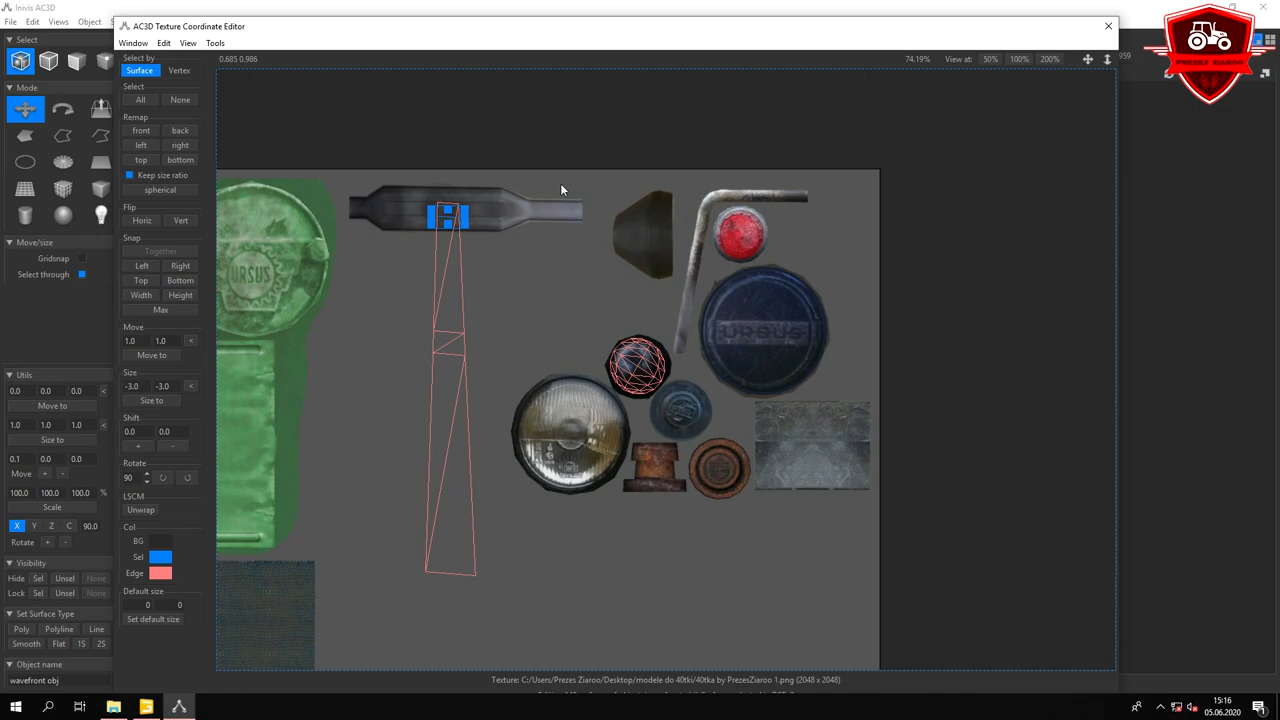 Inivis AC3D
File Edit Views Object
AC3D Texture Coordinate Editor
Window Edit View Tools
0.685 0.986
74.19% View at: 50% 100% 200%
959
PREZES ZIAROO
Select
Mode
Move/size
Gridsnap
Select through
Utils
0.0 0.0 0.0 <
Move to
1.0 1.0 1.0 <
Size to
0.1 0.0 0.0
Move + -
100.0 100.0 100.0 %
Scale
X Y Z C 90.0
Rotate + -
Visibility
Hide Sel Unsel None
Lock Sel Unsel None
Set Surface Type
Poly Polyline Line
Smooth Flat 1S 2S
Object name
wavefront obj
Select by
Surface Vertex
Select
All None
Remap
front back
left right
top bottom
Keep size ratio
spherical
Flip
Horiz Vert
Snap
Together
Left Right
Top Bottom
Width Height
Max
Move
1.0 1.0 <
Move to
Size
-3.0 -3.0 <
Size to
Shift
0.0 0.0
+ -
Rotate
90
LSCM
Unwrap
Col
BG
Sel
Edge
Default size
0 0
Set default size
URSUS
URSUS
Texture: C:/Users/Prezes Ziaroo/Desktop/modele do 40tki/40tka by PrezesZiaroo 1.png (2048 x 2048)
15:16
05.06.2020
1